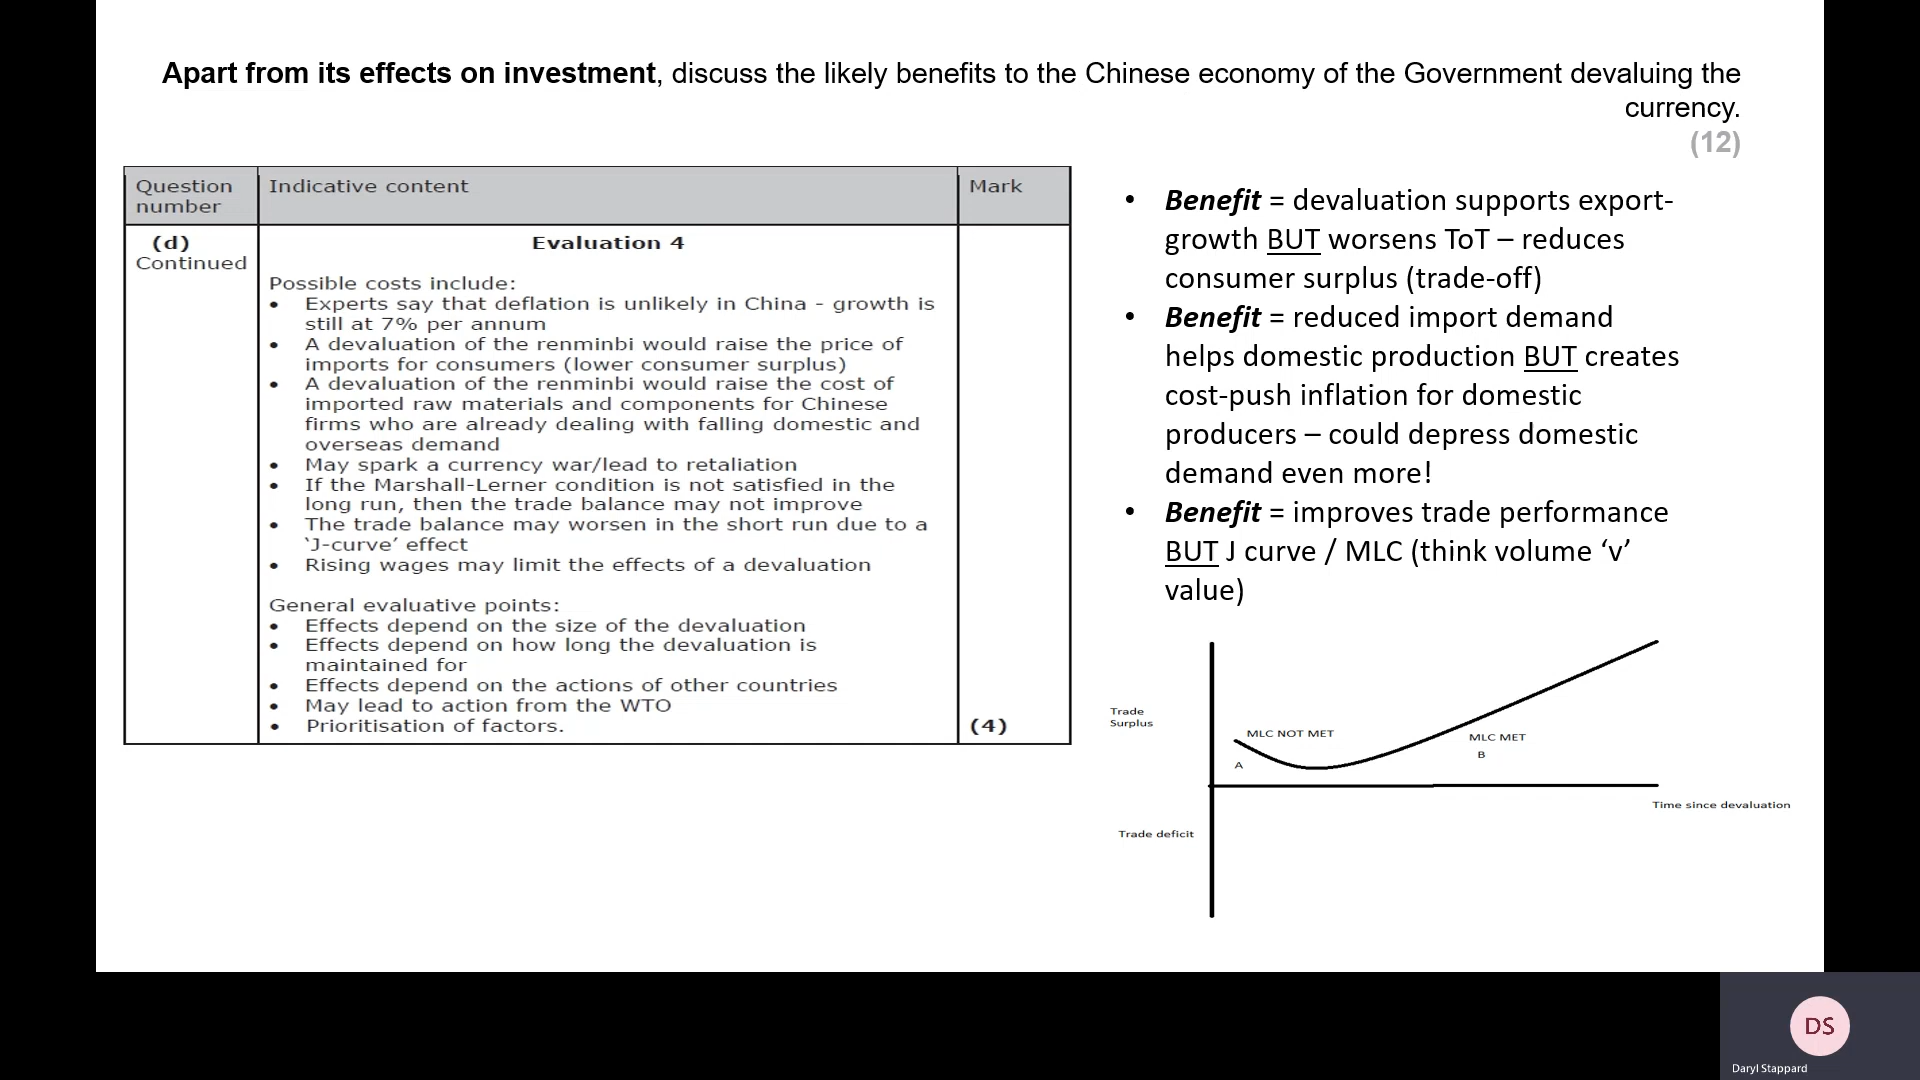 Apart from its effects on investment, discuss the likely benefits to the Chinese economy of the Government devaluing the
currency.
(12)
Question
number
Indicative content
Mark
(d)
Continued
Evaluation 4
Possible costs include:
• Experts say that deflation is unlikely in China - growth is
still at 7% per annum
• A devaluation of the renminbi would raise the price of
imports for consumers (lower consumer surplus)
• A devaluation of the renminbi would raise the cost of
imported raw materials and components for Chinese
firms who are already dealing with falling domestic and
overseas demand
• May spark a currency war/lead to retaliation
• If the Marshall-Lerner condition is not satisfied in the
long run, then the trade balance may not improve
• The trade balance may worsen in the short run due to a
‘J-curve’ effect
• Rising wages may limit the effects of a devaluation
General evaluative points:
• Effects depend on the size of the devaluation
• Effects depend on how long the devaluation is
maintained for
• Effects depend on the actions of other countries
• May lead to action from the WTO
• Prioritisation of factors.
(4)
• Benefit = devaluation supports export-
growth BUT worsens ToT – reduces
consumer surplus (trade-off)
• Benefit = reduced import demand
helps domestic production BUT creates
cost-push inflation for domestic
producers – could depress domestic
demand even more!
• Benefit = improves trade performance
BUT J curve / MLC (think volume ‘v’
value)
Trade
Surplus
MLC NOT MET
A
MLC MET
B
Time since devaluation
Trade deficit
DS
Daryl Stappard